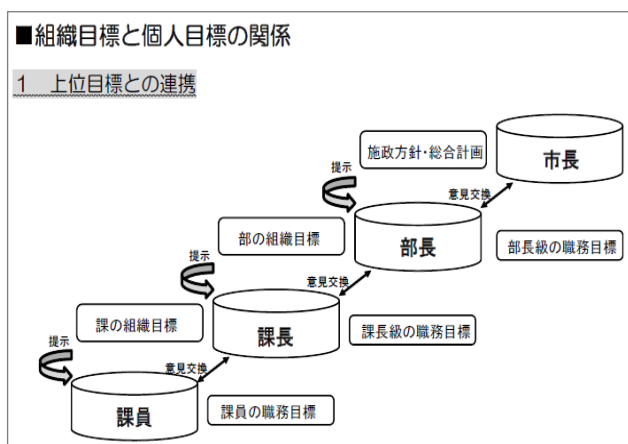 ■組織目標と個人目標の関係
1　上位目標との連携
施政方針・総合計画
市長
提示
意見交換
部の組織目標
部長
部長級の職務目標
提示
意見交換
課の組織目標
課長
課長級の職務目標
提示
意見交換
課員
課員の職務目標